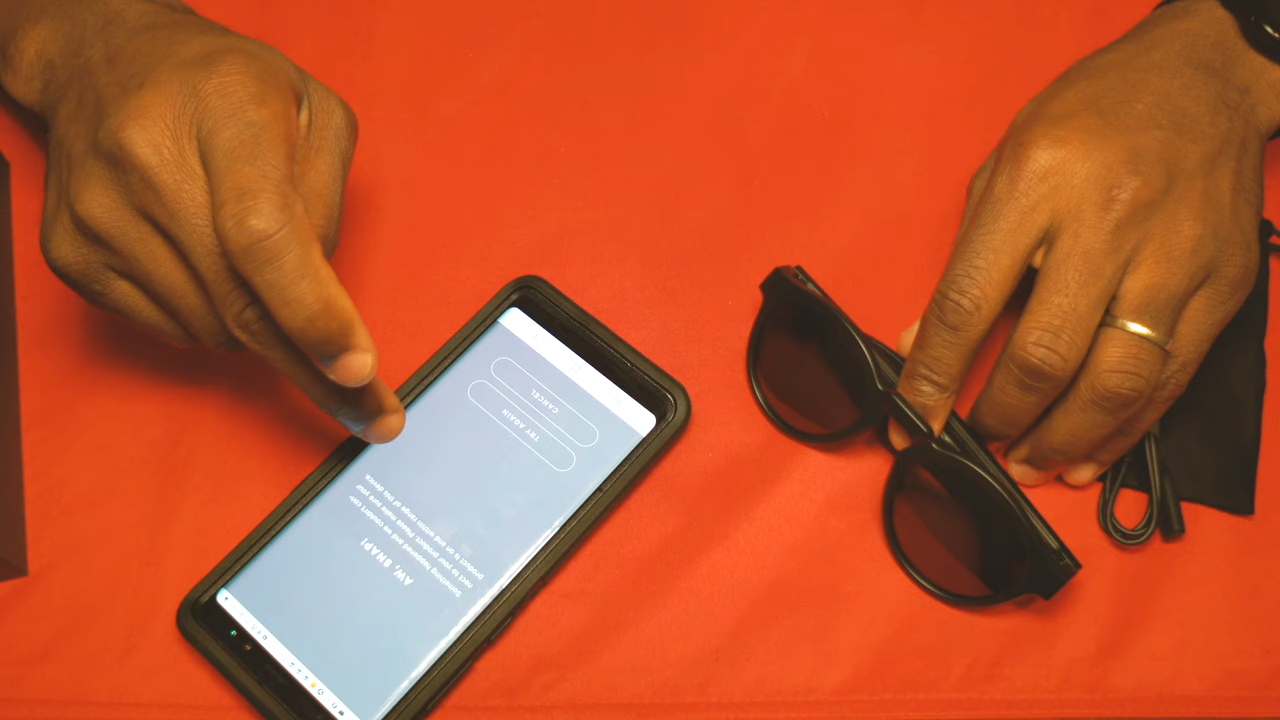 AW, SNAP!
Something happened and we couldn't con-
nect to your product. Please make sure your
product is on and within range of this device.
TRY AGAIN
CANCEL